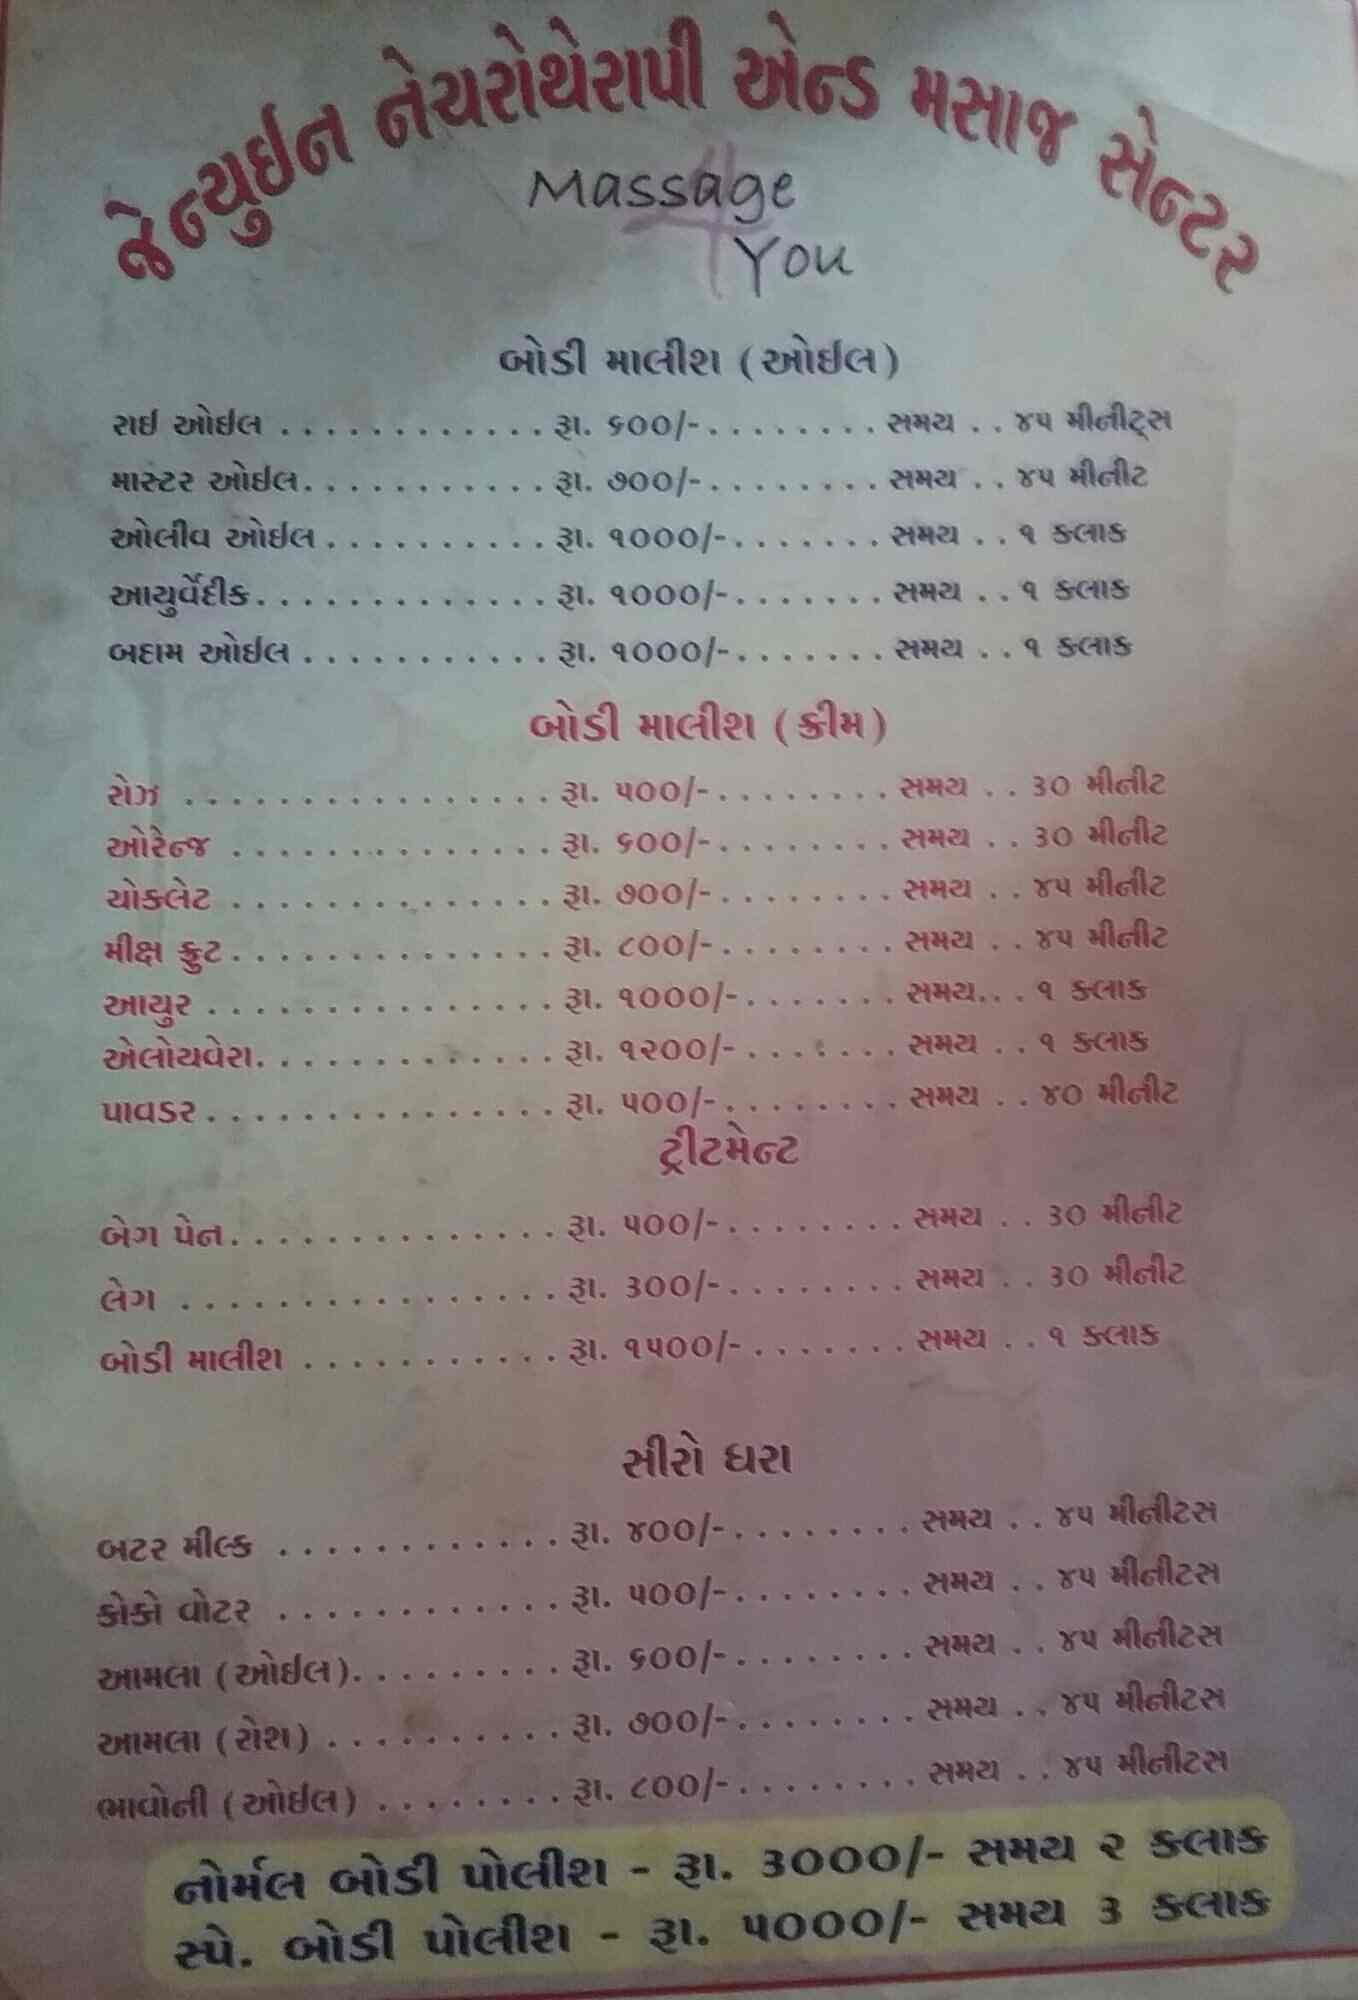 જેન્યુઈન નેચરોથેરાપી એન્ડ મસાજ સેન્ટર
Massage
4
You
બોડી માલીશ (ઓઈલ)
રાઈ ઓઈલ ............ રૂા. ૬૦૦/-........ સમય .. ૪૫ મીનીટ્સ
માસ્ટર ઓઈલ........... રૂા. ૭૦૦/-........ સમય .. ૪૫ મીનીટ
ઓલીવ ઓઈલ.......... રૂા. ૧૦૦૦/-....... સમય .. ૧ કલાક
આયુર્વેદીક............. રૂા. ૧૦૦૦/-....... સમય .. ૧ કલાક
બદામ ઓઈલ ........... રૂા. ૧૦૦૦/-....... સમય .. ૧ કલાક
બોડી માલીશ (ક્રીમ)
રોઝ ................ રૂા. ૫૦૦/-........ સમય .. ૩૦ મીનીટ
ઓરેન્જ .............. રૂા. ૬૦૦/-........ સમય .. ૩૦ મીનીટ
ચોકલેટ .............. રૂા. ૭૦૦/-........ સમય .. ૪૫ મીનીટ
મીક્ષ ફ્રુટ.............. રૂા. ૮૦૦/-........ સમય .. ૪૫ મીનીટ
આયુર ............... રૂા. ૧૦૦૦/-....... સમય... ૧ કલાક
એલોયવેરા............. રૂા. ૧૨૦૦/-....... સમય .. ૧ કલાક
પાવડર............... રૂા. ૫૦૦/-........ સમય .. ૪૦ મીનીટ
ટ્રીટમેન્ટ
બેગ પેન.............. રૂા. ૫૦૦/-........ સમય .. ૩૦ મીનીટ
લેગ ................ રૂા. ૩૦૦/-........ સમય .. ૩૦ મીનીટ
બોડી માલીશ ........... રૂા. ૧૫૦૦/-....... સમય .. ૧ કલાક
સીરો ધરા
બટર મીલ્ક ............ રૂા. ૪૦૦/-........ સમય .. ૪૫ મીનીટસ
કોકો વોટર ............ રૂા. ૫૦૦/-........ સમય .. ૪૫ મીનીટસ
આમલા (ઓઈલ)......... રૂા. ૬૦૦/-........ સમય .. ૪૫ મીનીટસ
આમલા (રોશ) .......... રૂા. ૭૦૦/-........ સમય .. ૪૫ મીનીટસ
ભાવોની (ઓઈલ) ........ રૂા. ૮૦૦/-........ સમય .. ૪૫ મીનીટસ
નોર્મલ બોડી પોલીશ - રૂા. ૩૦૦૦/- સમય ૨ કલાક
સ્પે. બોડી પોલીશ - રૂા. ૫૦૦૦/- સમય ૩ કલાક